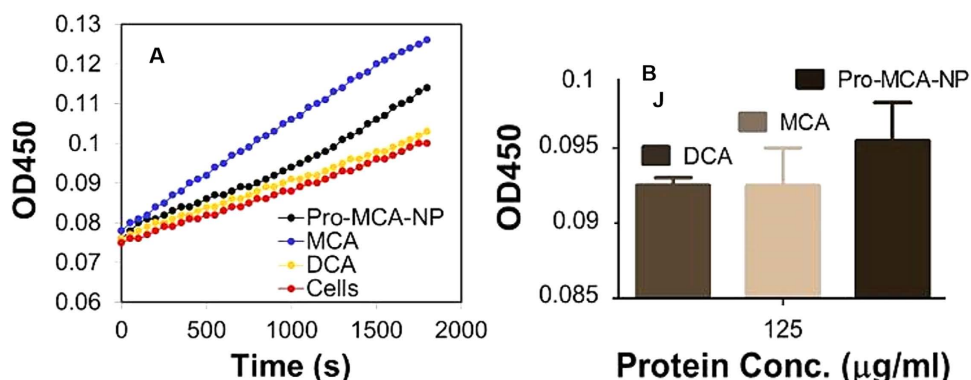 A
OD450
0.13
0.12
0.11
0.1
0.09
0.08
0.07
0.06
Pro-MCA-NP
MCA
DCA
Cells
0 500 1000 1500 2000
Time (s)
B
J
OD450
0.1
0.095
0.09
0.085
Pro-MCA-NP
MCA
DCA
125
Protein Conc. (µg/ml)